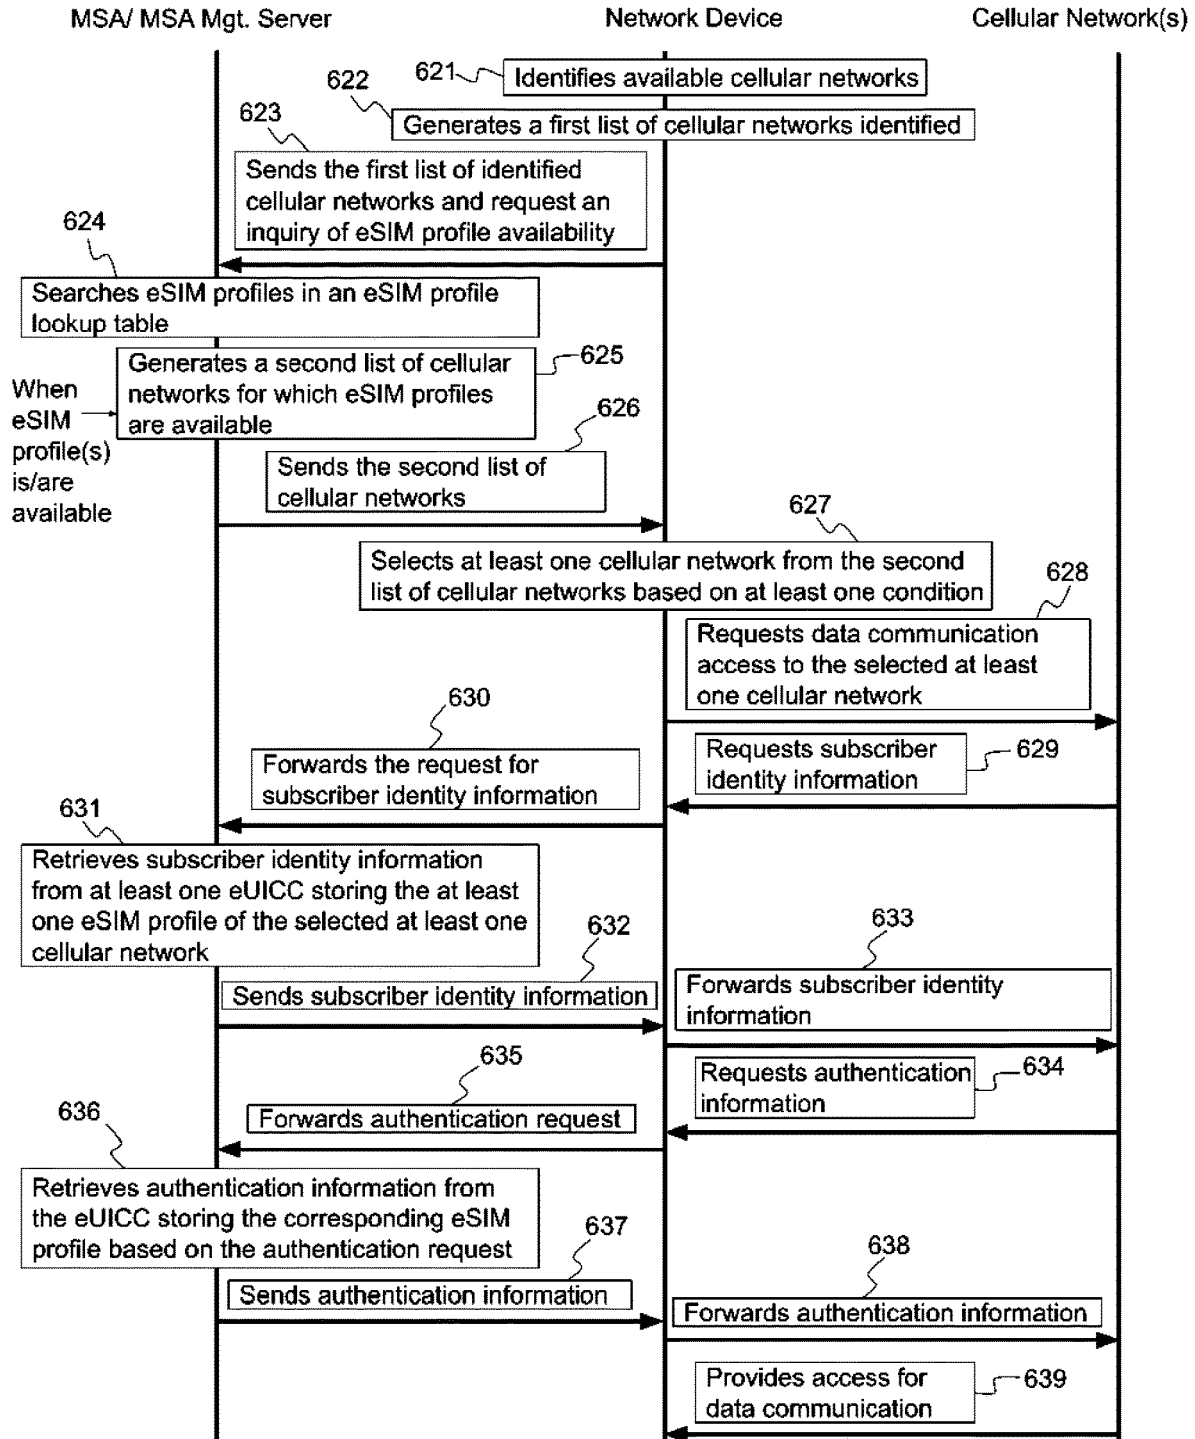 MSA/ MSA Mgt. Server
Network Device
Cellular Network(s)
621
Identifies available cellular networks
622
Generates a first list of cellular networks identified
623
Sends the first list of identified
cellular networks and request an
inquiry of eSIM profile availability
624
Searches eSIM profiles in an eSIM profile
lookup table
When
eSIM
profile(s)
is/are
available
Generates a second list of cellular
networks for which eSIM profiles
are available
625
626
Sends the second list of
cellular networks
627
Selects at least one cellular network from the second
list of cellular networks based on at least one condition
628
Requests data communication
access to the selected at least
one cellular network
Requests subscriber
identity information
629
630
Forwards the request for
subscriber identity information
631
Retrieves subscriber identity information
from at least one eUICC storing the at least
one eSIM profile of the selected at least one
cellular network
632
Sends subscriber identity information
633
Forwards subscriber identity
information
Requests authentication
information
634
635
Forwards authentication request
636
Retrieves authentication information from
the eUICC storing the corresponding eSIM
profile based on the authentication request
637
Sends authentication information
638
Forwards authentication information
Provides access for
data communication
639